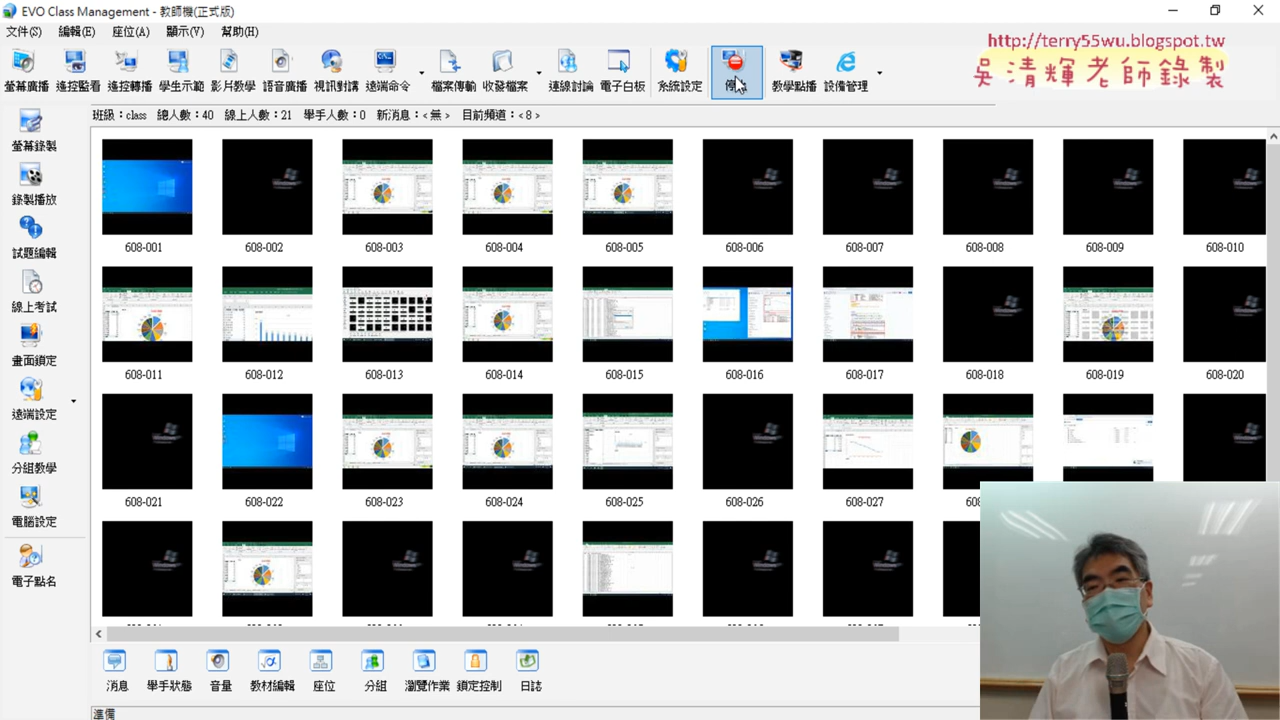 EVO Class Management - 教師機(正式版)
文件(S) 編輯(E) 座位(A) 顯示(V) 幫助(H)
http://terry55wu.blogspot.tw
吳清輝老師錄製
螢幕廣播 遠控監看 遠控轉播 學生示範 影片教學 語音廣播 視訊對講 遠端命令 檔案傳輸 收發檔案 連線討論 電子白板 系統設定 教學點播 設備管理
班級：class 總人數：40 線上人數：21 舉手人數：0 新消息：<無> 目前頻道：<8>
螢幕錄製
錄製播放
試題編輯
線上考試
畫面鎖定
遠端設定
分組教學
電腦設定
電子點名
608-001 608-002 608-003 608-004 608-005 608-006 608-007 608-008 608-009 608-010
608-011 608-012 608-013 608-014 608-015 608-016 608-017 608-018 608-019 608-020
608-021 608-022 608-023 608-024 608-025 608-026 608-027
消息 舉手狀態 音量 教材編輯 座位 分組 瀏覽作業 鎖定控制 日誌
準備